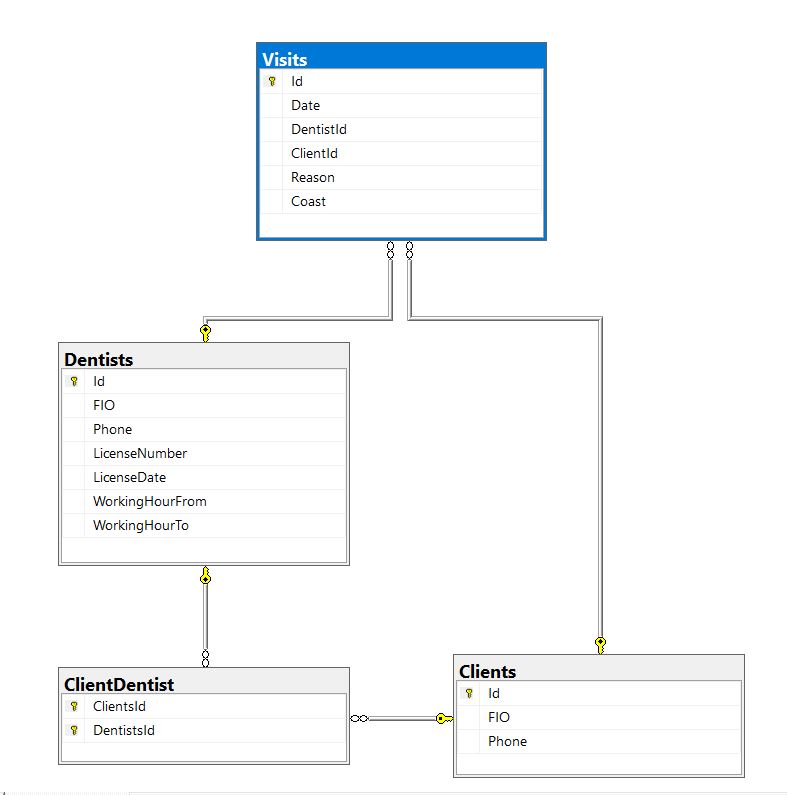 Visits
Id
Date
DentistId
ClientId
Reason
Coast
Dentists
Id
FIO
Phone
LicenseNumber
LicenseDate
WorkingHourFrom
WorkingHourTo
ClientDentist
ClientsId
DentistsId
Clients
Id
FIO
Phone